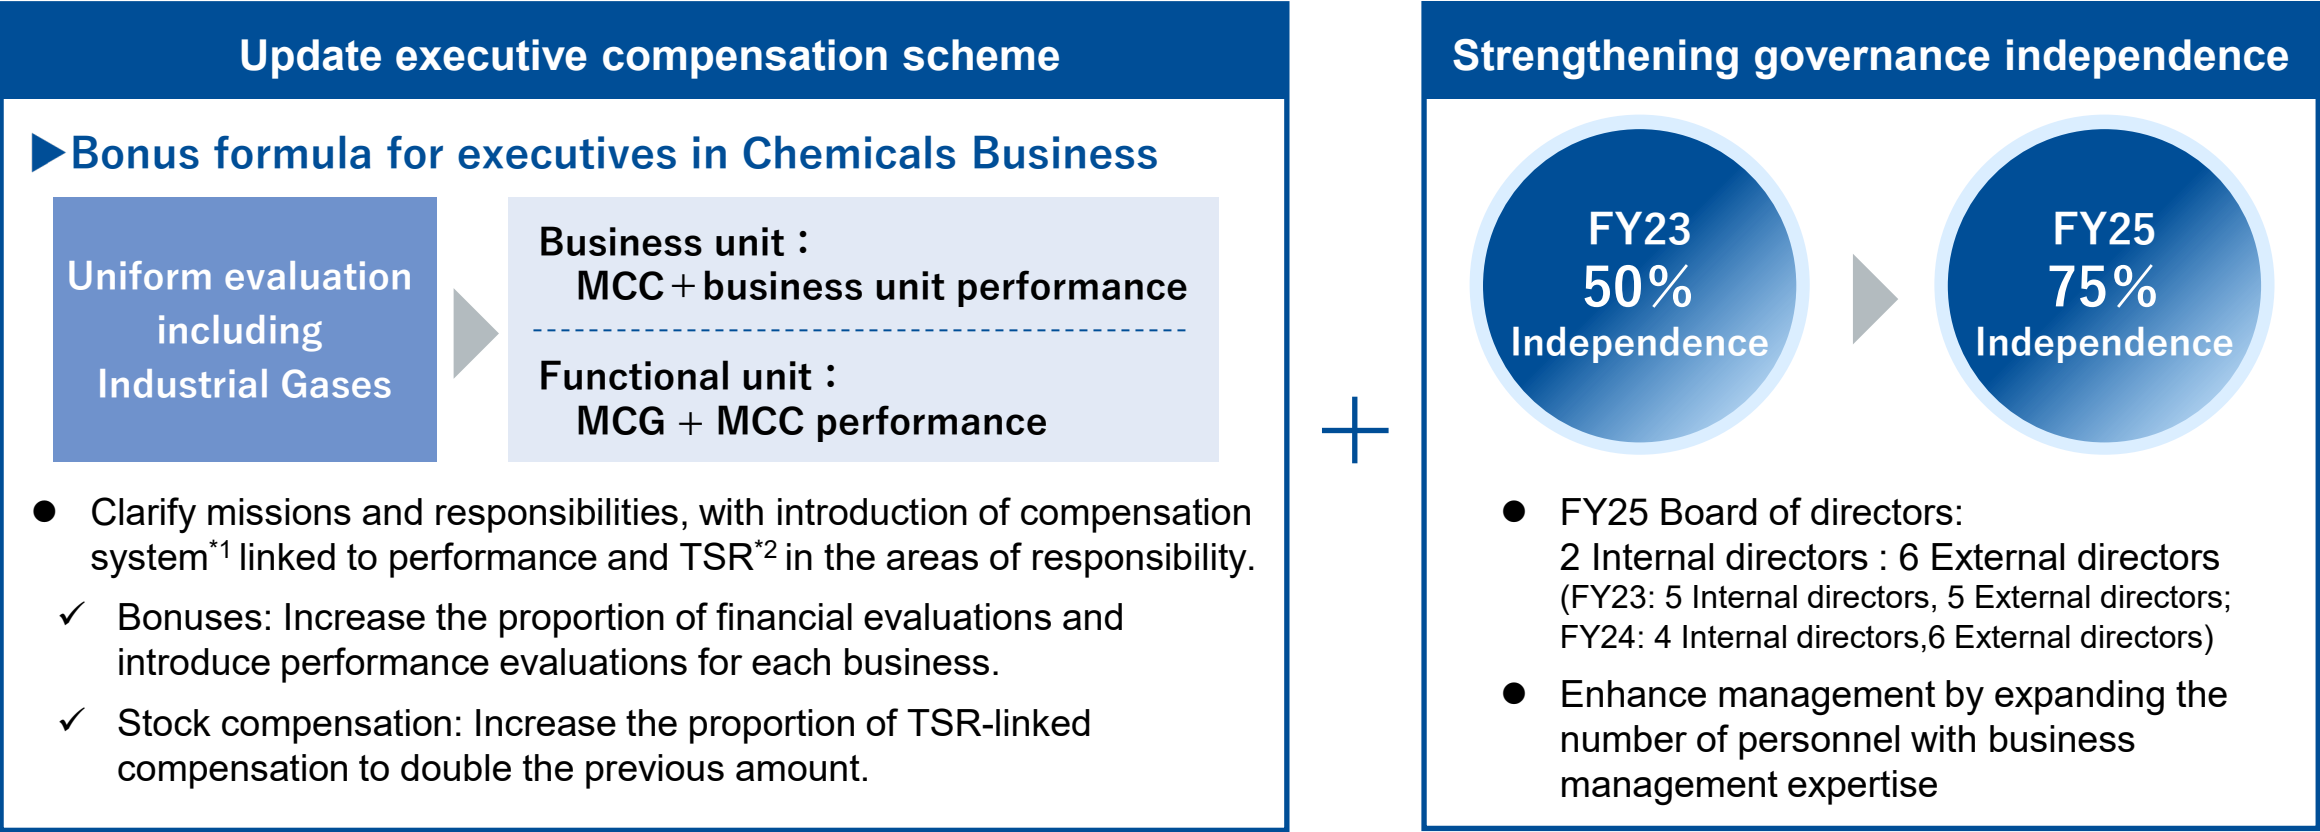 Update executive compensation scheme
▶Bonus formula for executives in Chemicals Business
Uniform evaluation
including
Industrial Gases
Business unit：
MCC＋business unit performance
Functional unit：
MCG + MCC performance
● Clarify missions and responsibilities, with introduction of compensation
system*1 linked to performance and TSR*2 in the areas of responsibility.
✓ Bonuses: Increase the proportion of financial evaluations and
introduce performance evaluations for each business.
✓ Stock compensation: Increase the proportion of TSR-linked
compensation to double the previous amount.
+
Strengthening governance independence
FY23
50%
Independence
FY25
75%
Independence
● FY25 Board of directors:
2 Internal directors : 6 External directors
(FY23: 5 Internal directors, 5 External directors;
FY24: 4 Internal directors,6 External directors)
● Enhance management by expanding the
number of personnel with business
management expertise